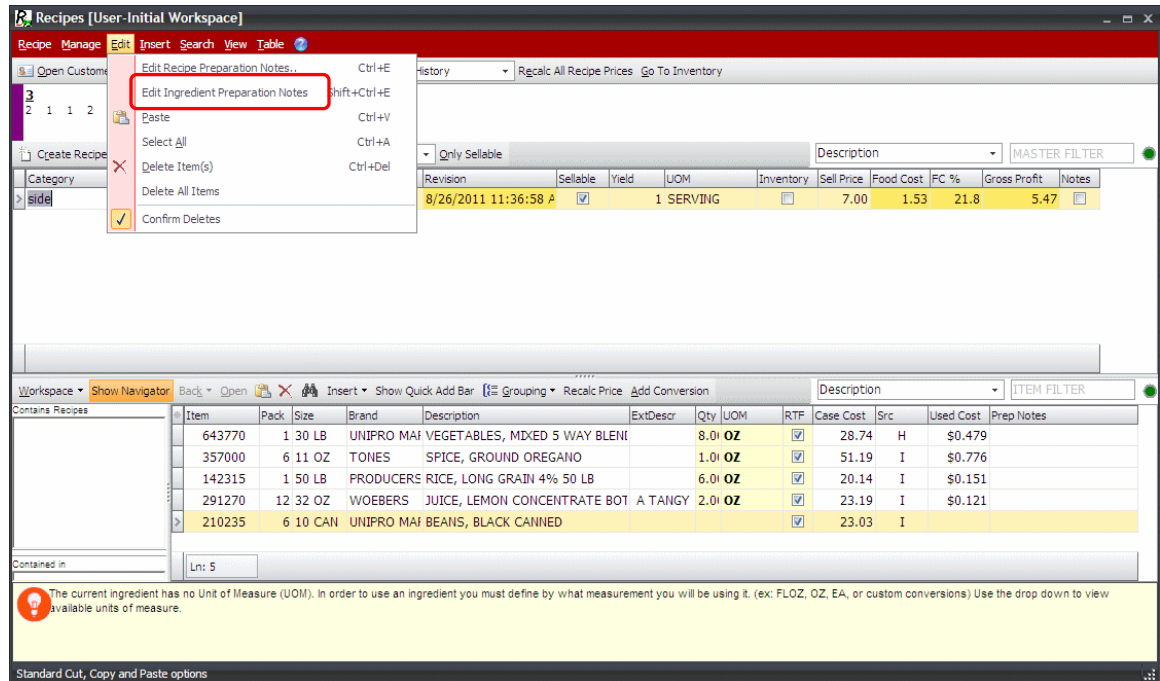 Recipes [User-Initial Workspace]
Recipe Manage Edit Insert Search View Table
Open Custome History Recalc All Recipe Prices Go To Inventory
Edit Recipe Preparation Notes.. Ctrl+E
Edit Ingredient Preparation Notes Shift+Ctrl+E
Paste Ctrl+V
Select All Ctrl+A
Delete Item(s) Ctrl+Del
Delete All Items
Confirm Deletes
3
2 1 1 2
Create Recipe Only Sellable Description MASTER FILTER
Category Revision Sellable Yield UOM Inventory Sell Price Food Cost FC % Gross Profit Notes
side 8/26/2011 11:36:58 A 1 SERVING 7.00 1.53 21.8 5.47
Workspace Show Navigator Back Open Insert Show Quick Add Bar Grouping Recalc Price Add Conversion Description ITEM FILTER
Contains Recipes
Item Pack Size Brand Description ExtDescr Qty UOM RTF Case Cost Src Used Cost Prep Notes
643770 1 30 LB UNIPRO MAF VEGETABLES, MIXED 5 WAY BLENI 8.0 OZ 28.74 H $0.479
357000 6 11 OZ TONES SPICE, GROUND OREGANO 1.0 OZ 51.19 I $0.776
142315 1 50 LB PRODUCERS RICE, LONG GRAIN 4% 50 LB 6.0 OZ 20.14 I $0.151
291270 12 32 OZ WOEBERS JUICE, LEMON CONCENTRATE BOT A TANGY 2.0 OZ 23.19 I $0.121
210235 6 10 CAN UNIPRO MAF BEANS, BLACK CANNED 23.03 I
Contained in
Ln: 5
The current ingredient has no Unit of Measure (UOM). In order to use an ingredient you must define by what measurement you will be using it. (ex: FLOZ, OZ, EA, or custom conversions) Use the drop down to view
available units of measure.
Standard Cut, Copy and Paste options